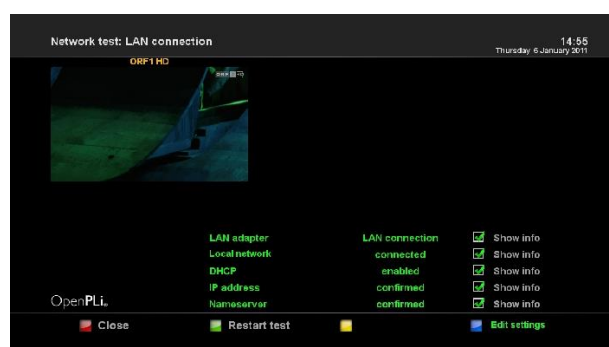 Network test: LAN connection
14:55
Thursday 6 January 2011
ORF1 HD
LAN adapter LAN connection Show info
Local network connected Show info
DHCP enabled Show info
IP address confirmed Show info
Nameserver confirmed Show info
OpenPLi
Close Restart test Edit settings